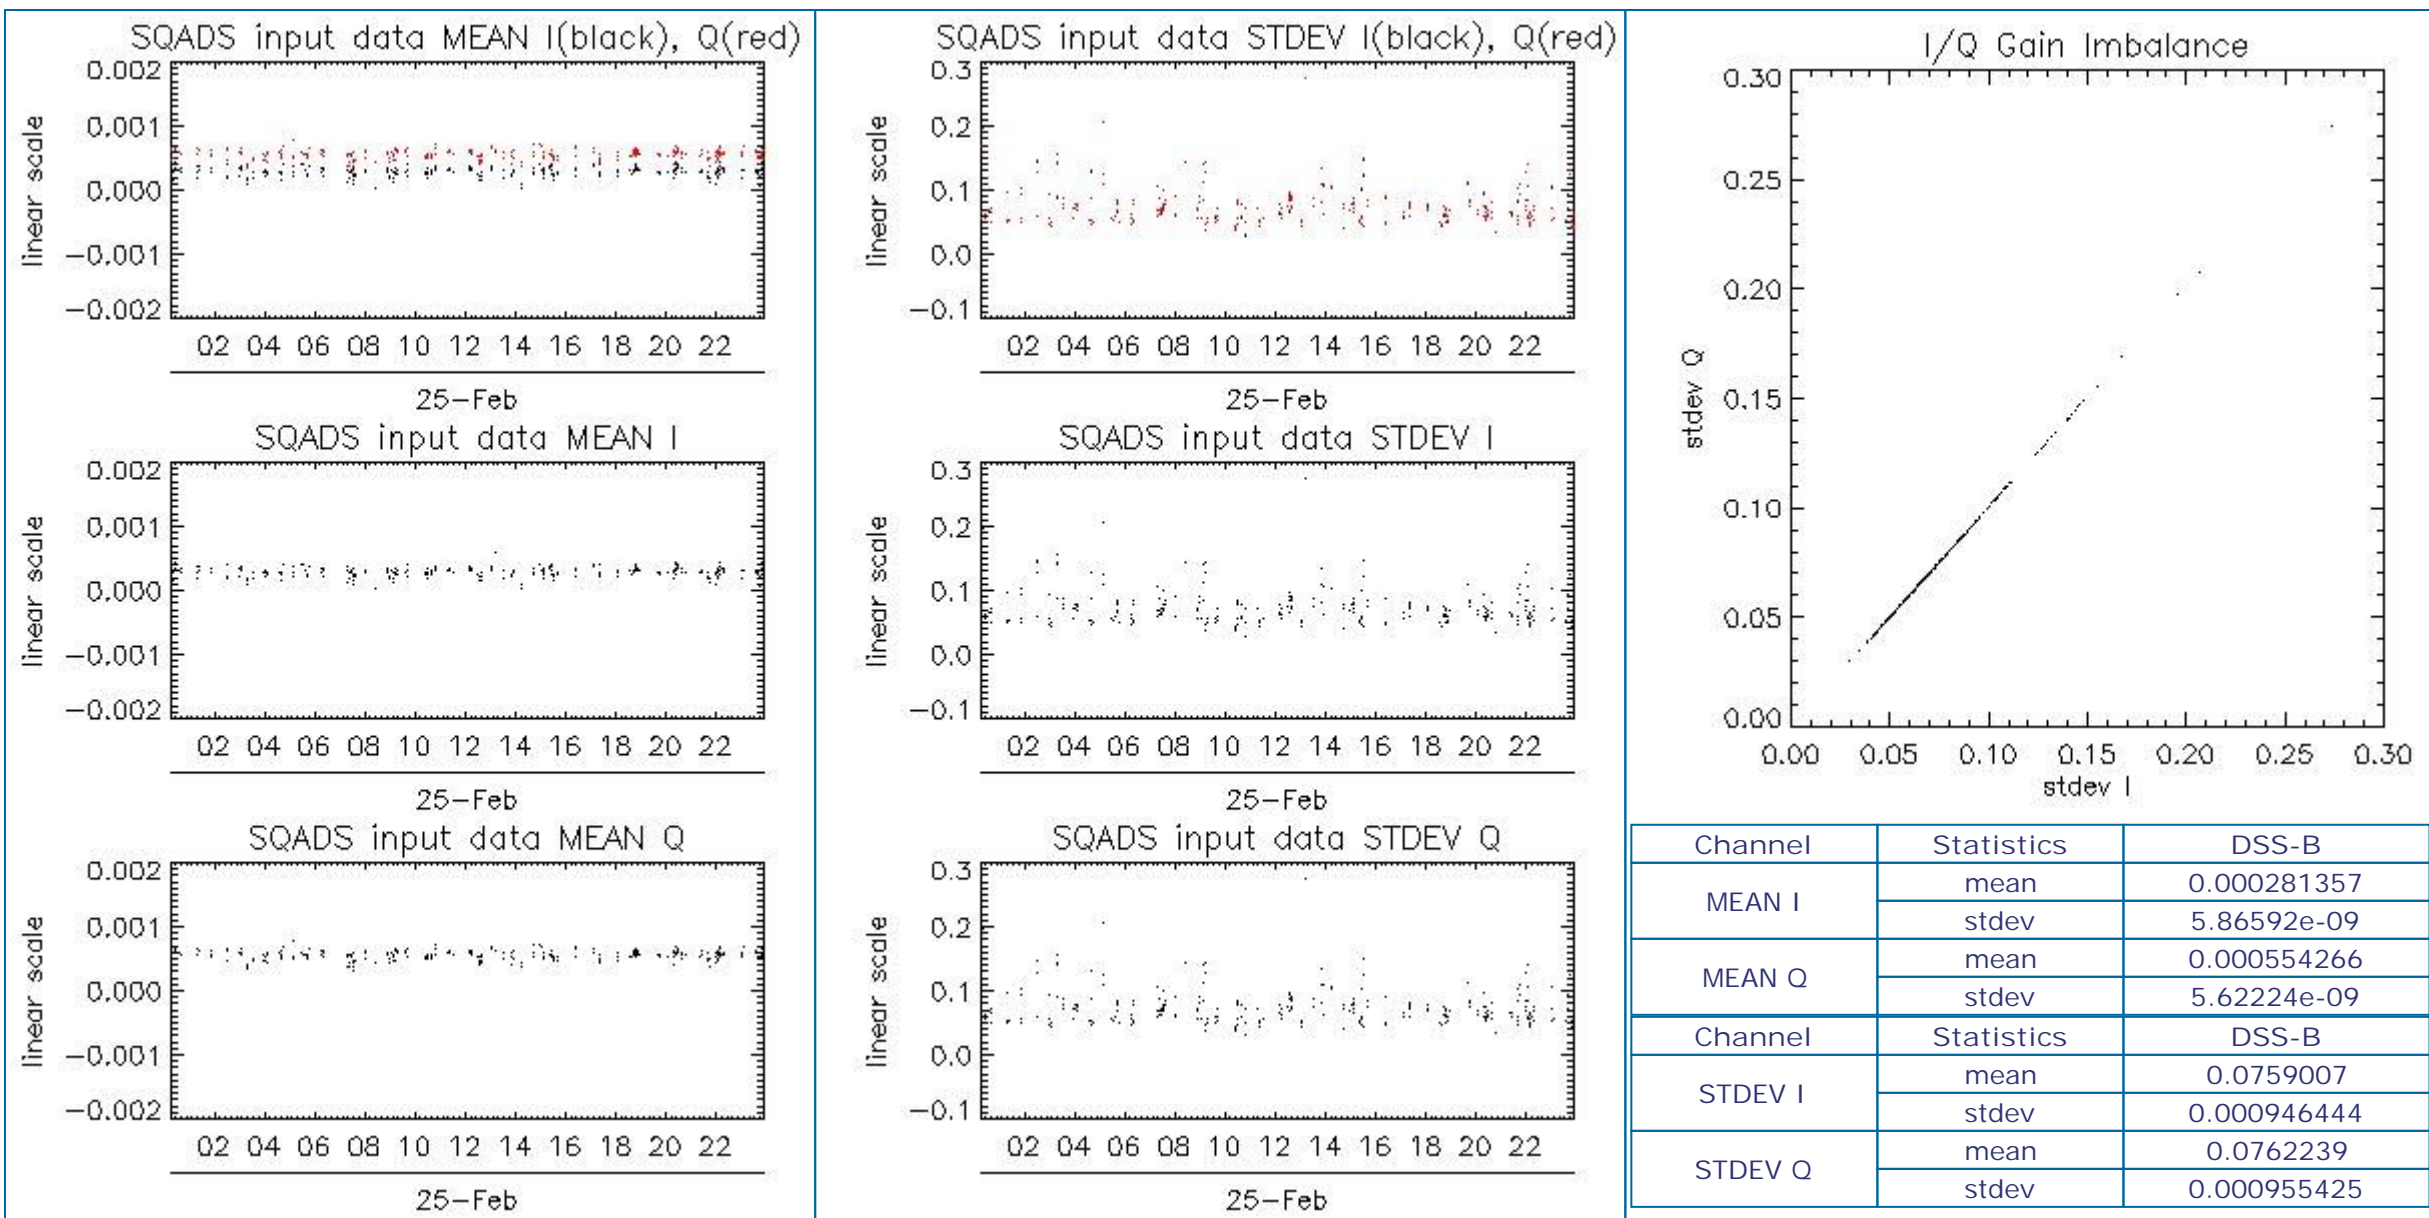 SQADS input data MEAN I(black), Q(red)
0.002
0.001
0.000
-0.001
-0.002
linear scale
02 04 06 08 10 12 14 16 18 20 22
25-Feb
SQADS input data MEAN I
0.002
0.001
0.000
-0.001
-0.002
linear scale
02 04 06 08 10 12 14 16 18 20 22
25-Feb
SQADS input data MEAN Q
0.002
0.001
0.000
-0.001
-0.002
linear scale
02 04 06 08 10 12 14 16 18 20 22
25-Feb
SQADS input data STDEV I(black), Q(red)
0.3
0.2
0.1
0.0
-0.1
linear scale
02 04 06 08 10 12 14 16 18 20 22
25-Feb
SQADS input data STDEV I
0.3
0.2
0.1
0.0
-0.1
linear scale
02 04 06 08 10 12 14 16 18 20 22
25-Feb
SQADS input data STDEV Q
0.3
0.2
0.1
0.0
-0.1
linear scale
02 04 06 08 10 12 14 16 18 20 22
25-Feb
I/Q Gain Imbalance
0.30
0.25
0.20
0.15
0.10
0.05
0.00
stdev Q
0.00 0.05 0.10 0.15 0.20 0.25 0.30
stdev I
Channel Statistics DSS-B
MEAN I mean 0.000281357
stdev 5.86592e-09
MEAN Q mean 0.000554266
stdev 5.62224e-09
Channel Statistics DSS-B
STDEV I mean 0.0759007
stdev 0.000946444
STDEV Q mean 0.0762239
stdev 0.000955425